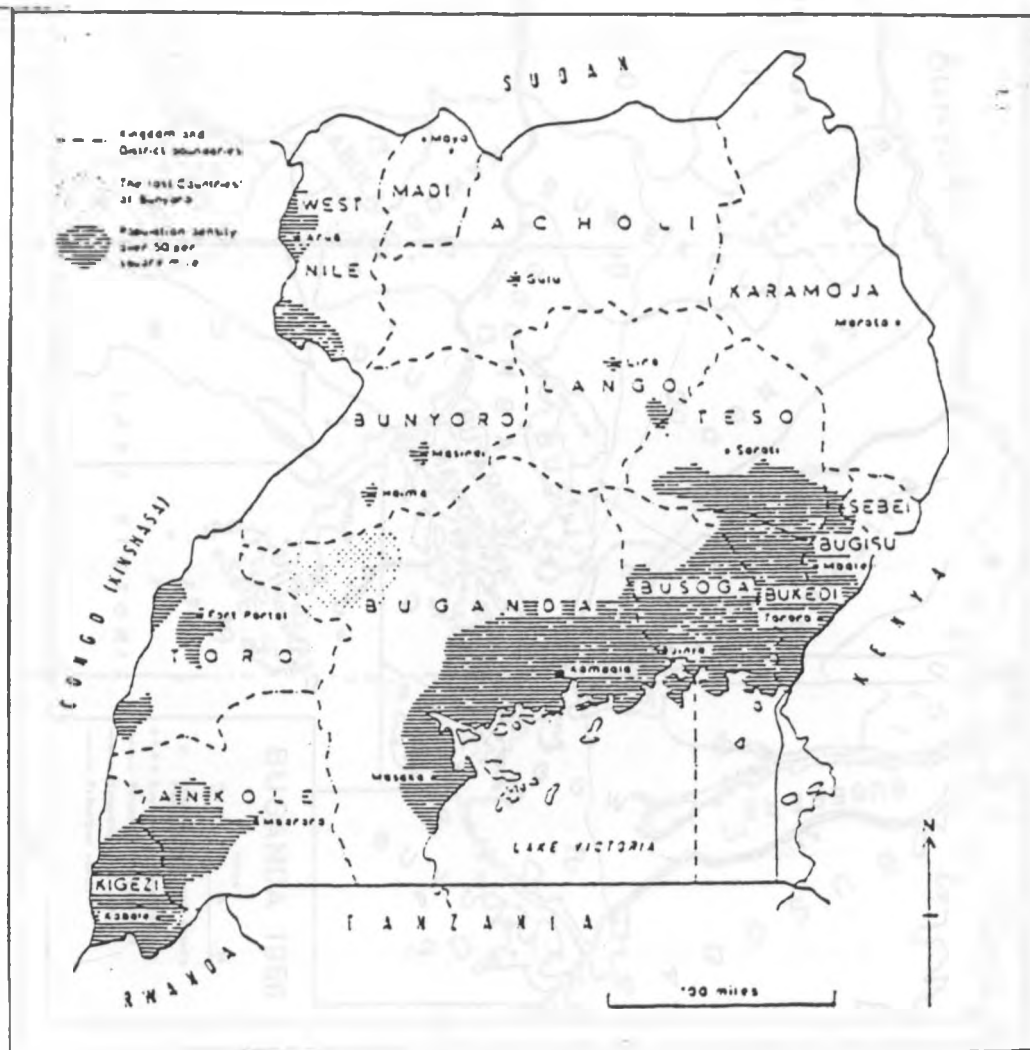 SUDAN
Kingdom and
District boundaries
The lost Counties'
of Bunyoro
Population density
over 50 per
square mile
Moyo
MADI
WEST
Arua
NILE
ACHOLI
Gulu
KARAMOJA
Moroto
Lira
LANGO
TESO
Soroti
BUNYORO
Masindi
Hoima
SEBEI
BUGISU
Mbale
CONGO (KINSHASA)
BUGANDA
BUSOGA
BUKEDI
Tororo
KENYA
Fort Portal
TORO
Jinja
Kampala
Masaka
ANKOLE
Mbarara
LAKE VICTORIA
KIGEZI
Kabale
TANZANIA
RWANDA
N
100 miles